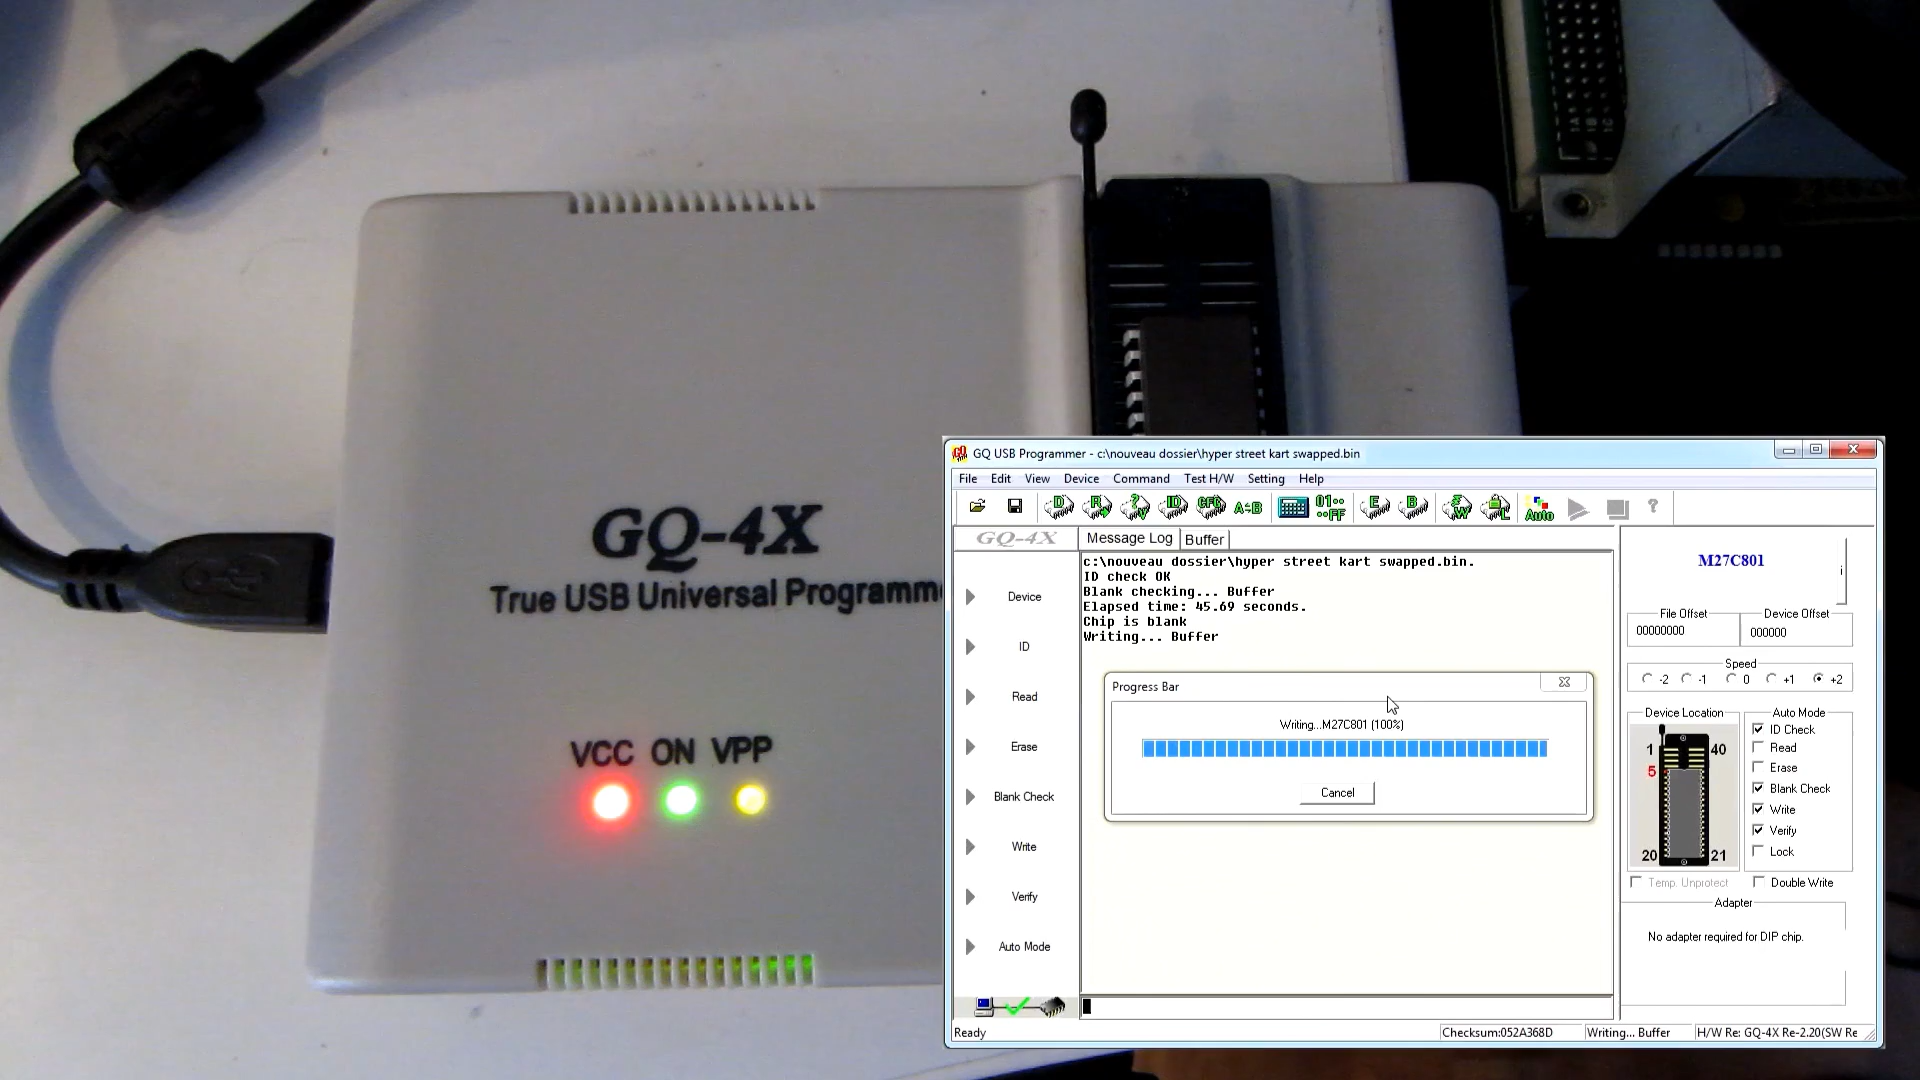 GQ-4X
True USB Universal Programm
VCC ON VPP
GQ USB Programmer - c:\nouveau dossier\hyper street kart swapped.bin
File Edit View Device Command Test H/W Setting Help
Auto
GQ-4X
Message Log Buffer
c:\nouveau dossier\hyper street kart swapped.bin.
ID check OK
Blank checking... Buffer
Elapsed time: 45.69 seconds.
Chip is blank
Writing... Buffer
Device
ID
Read
Erase
Blank Check
Write
Verify
Auto Mode
Progress Bar
Writing...M27C801 (100%)
Cancel
M27C801
i
File Offset Device Offset
00000000 000000
Speed
-2 -1 0 +1 +2
Device Location
1 40
5
20 21
Auto Mode
ID Check
Read
Erase
Blank Check
Write
Verify
Lock
Temp. Unprotect Double Write
Adapter
No adapter required for DIP chip.
Ready Checksum:052A368D Writing... Buffer H/W Re: GQ-4X Re-2.20(SW Re